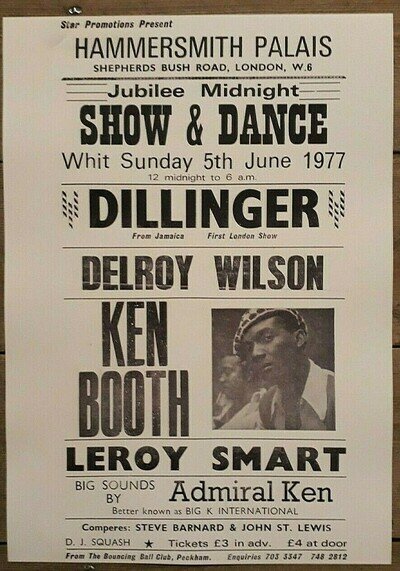 Star Promotions Present
HAMMERSMITH PALAIS
SHEPHERDS BUSH ROAD, LONDON, W.6
Jubilee Midnight
SHOW & DANCE
Whit Sunday 5th June 1977
12 midnight to 6 a.m.
DILLINGER
From Jamaica First London Show
DELROY WILSON
KEN
BOOTH
LEROY SMART
BIG SOUNDS
BY Admiral Ken
Better known as BIG K INTERNATIONAL
Comperes: STEVE BARNARD & JOHN ST. LEWIS
D. J. SQUASH ★ Tickets £3 in adv. £4 at door
From The Bouncing Ball Club, Peckham. Enquiries 703 5347 748 2812